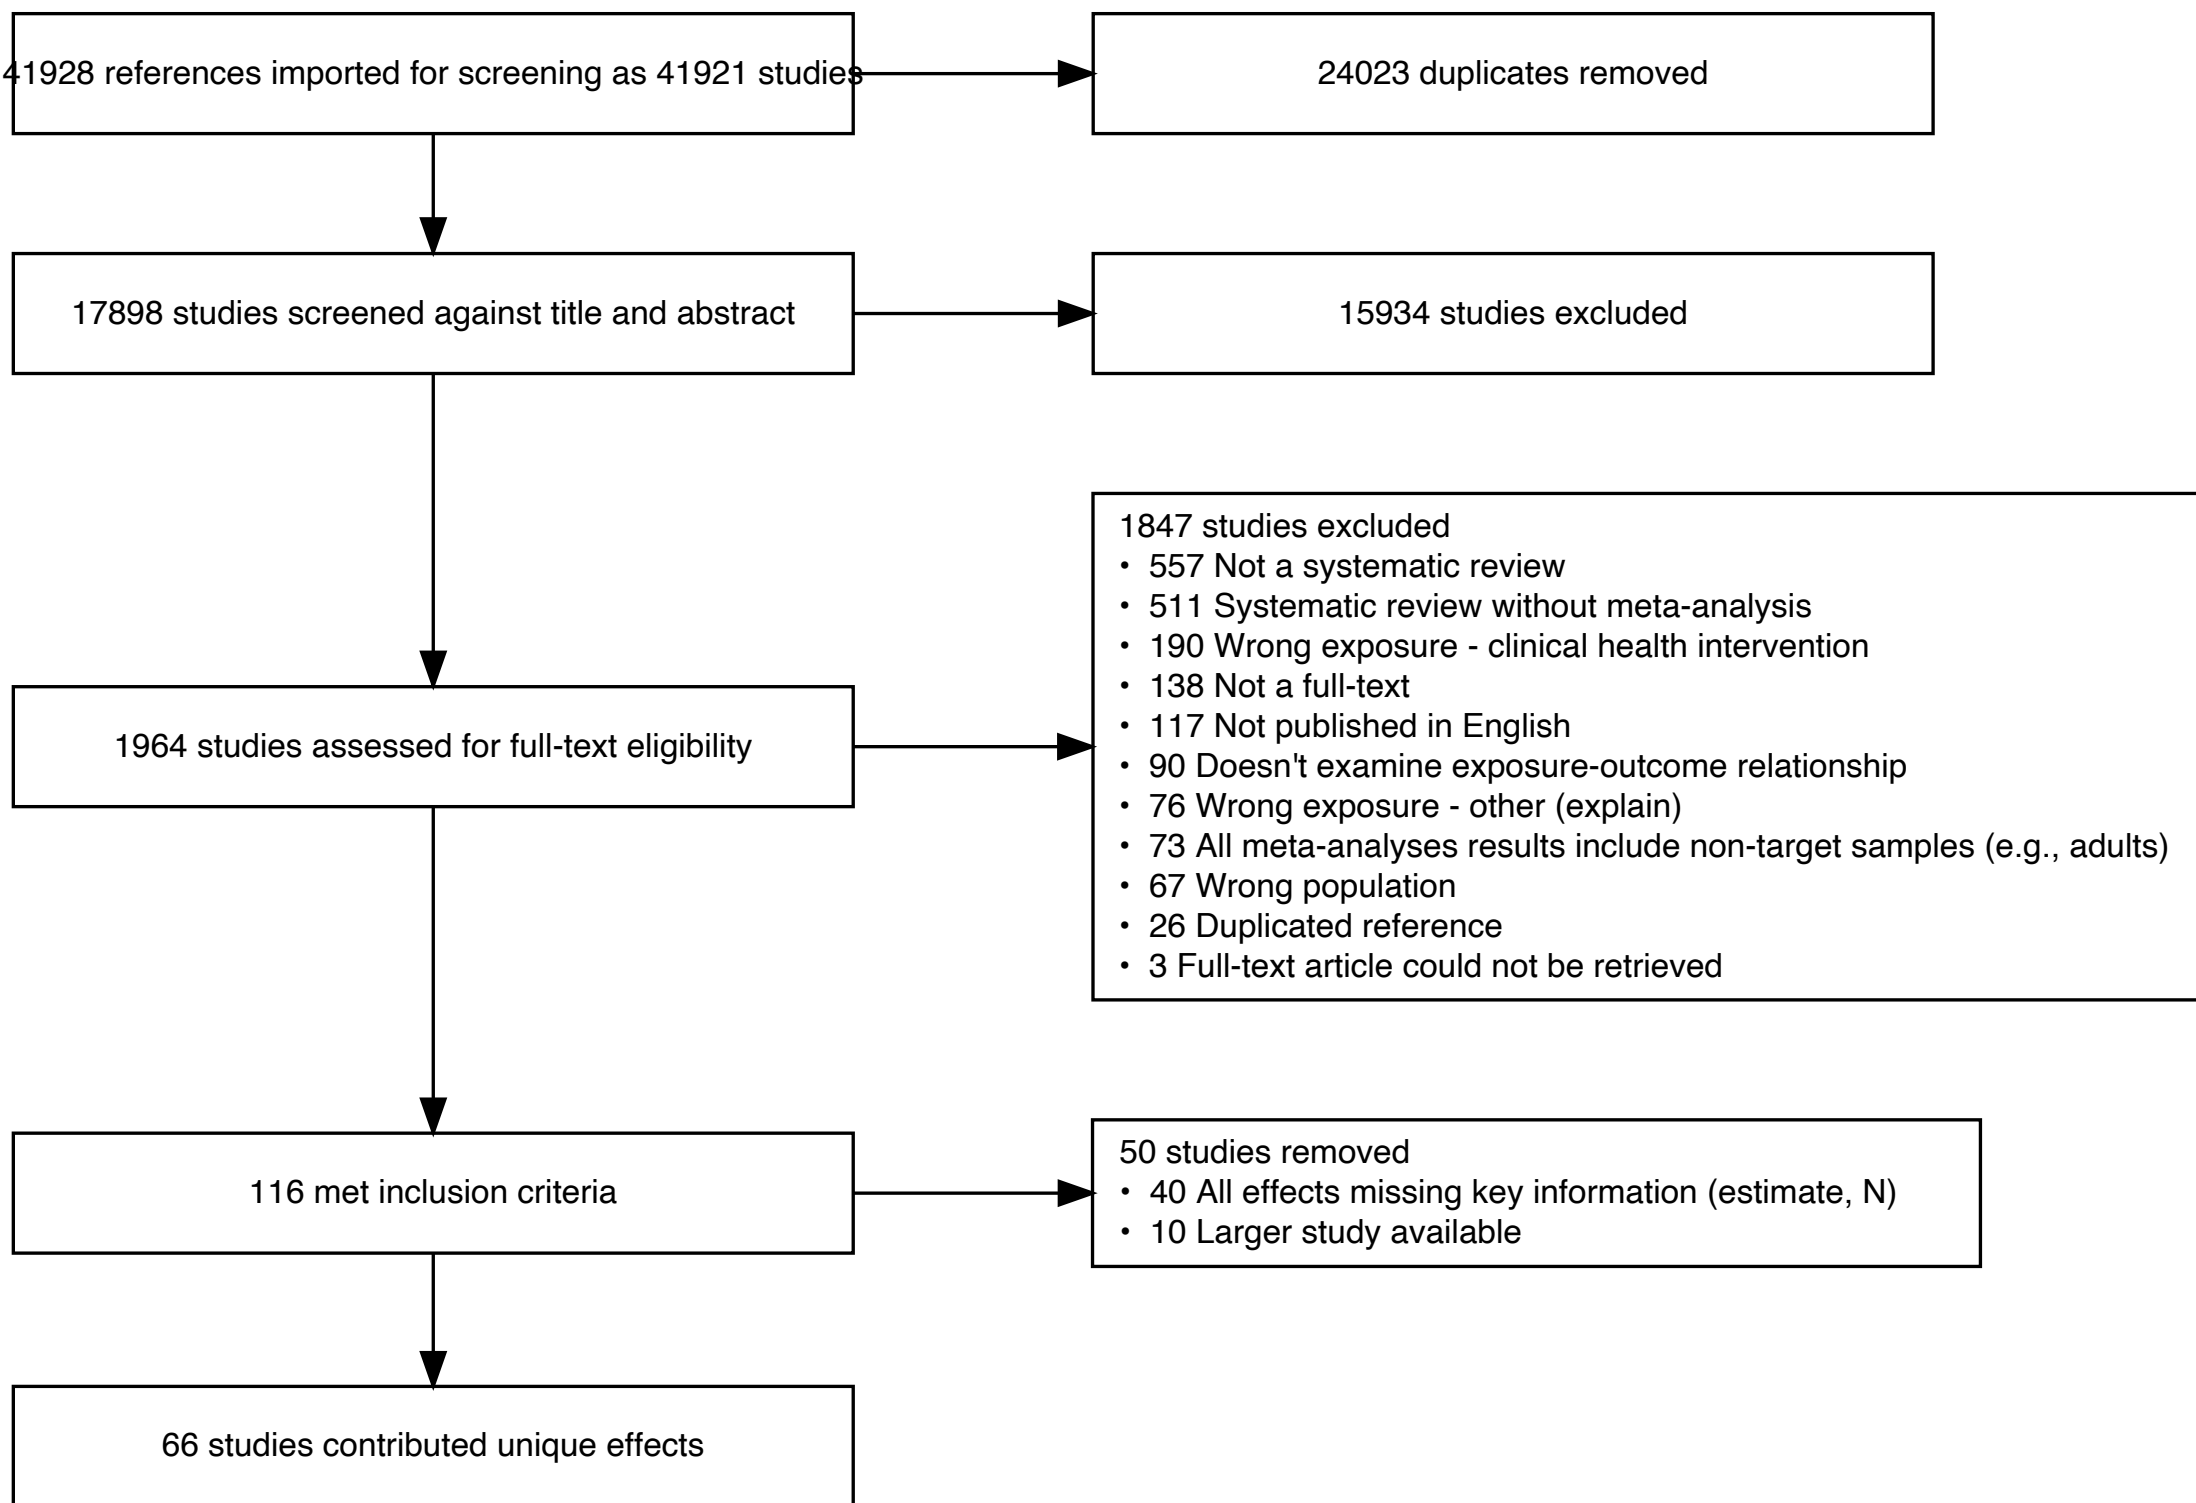 41928 references imported for screening as 41921 studies
24023 duplicates removed
17898 studies screened against title and abstract
15934 studies excluded
1847 studies excluded
• 557 Not a systematic review
• 511 Systematic review without meta-analysis
• 190 Wrong exposure - clinical health intervention
• 138 Not a full-text
• 117 Not published in English
• 90 Doesn't examine exposure-outcome relationship
• 76 Wrong exposure - other (explain)
• 73 All meta-analyses results include non-target samples (e.g., adults)
• 67 Wrong population
• 26 Duplicated reference
• 3 Full-text article could not be retrieved
1964 studies assessed for full-text eligibility
116 met inclusion criteria
50 studies removed
• 40 All effects missing key information (estimate, N)
• 10 Larger study available
66 studies contributed unique effects